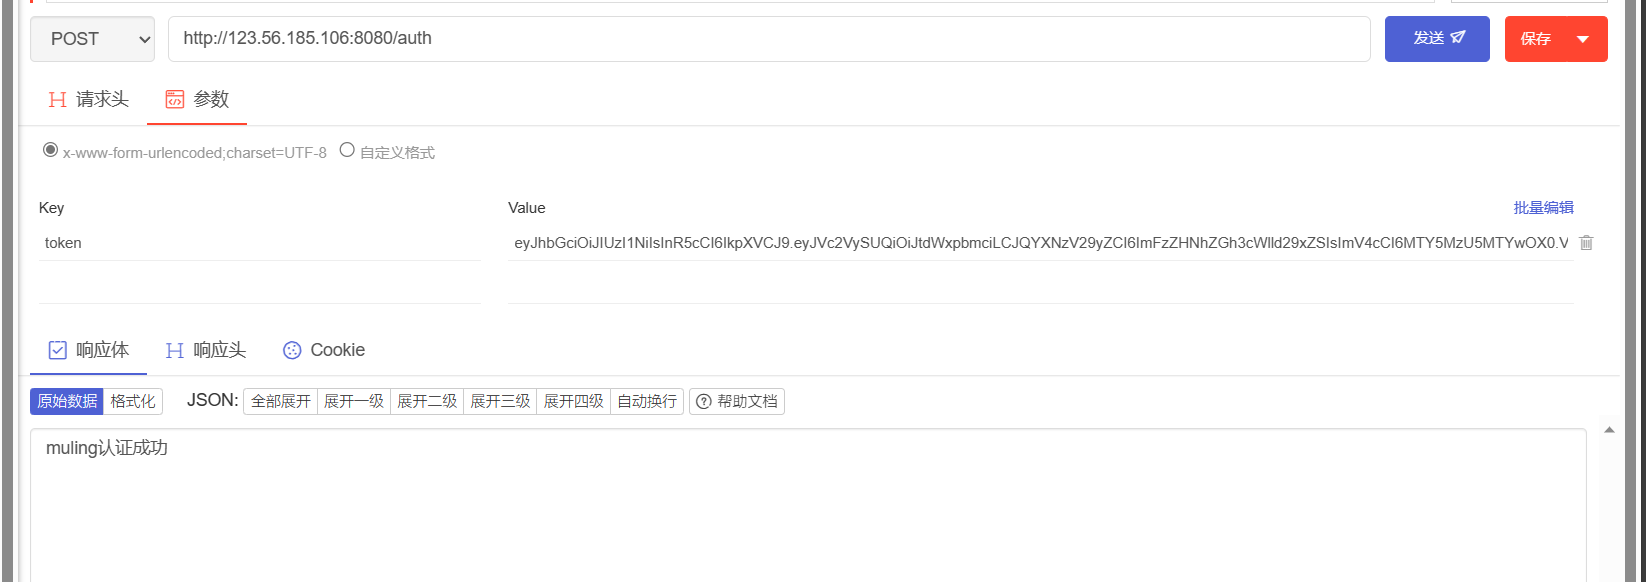 POST
http://123.56.185.106:8080/auth
发送
保存
请求头
参数
x-www-form-urlencoded;charset=UTF-8
自定义格式
Key
Value
批量编辑
token
eyJhbGciOiJIUzI1NiIsInR5cCI6IkpXVCJ9.eyJVc2VySUQiOiJtdWxpbmciLCJQYXNzV29yZCI6ImFzZHNhZGh3cWlld29xZSIsImV4cCI6MTY5MzU5MTYwOX0.V
响应体
响应头
Cookie
原始数据
格式化
JSON:
全部展开
展开一级
展开二级
展开三级
展开四级
自动换行
帮助文档
muling认证成功